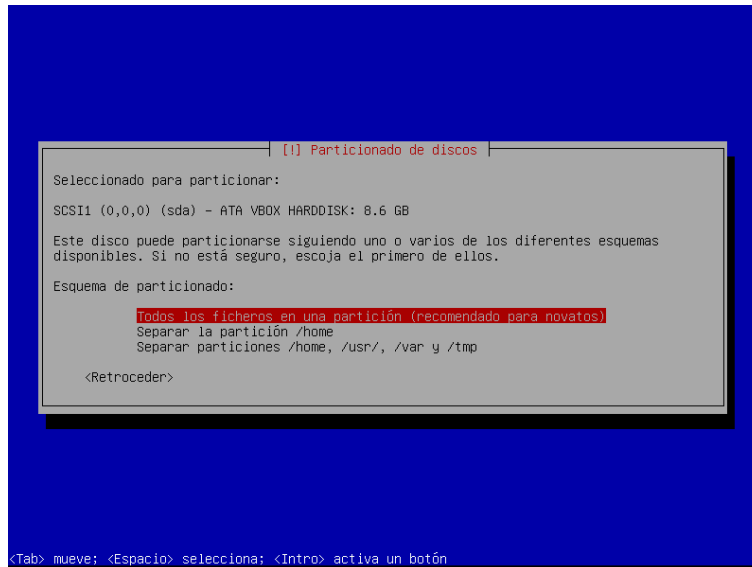 [!] Particionado de discos
Seleccionado para particionar:
SCSI1 (0,0,0) (sda) – ATA VBOX HARDDISK: 8.6 GB
Este disco puede particionarse siguiendo uno o varios de los diferentes esquemas
disponibles. Si no está seguro, escoja el primero de ellos.
Esquema de particionado:
Todos los ficheros en una partición (recomendado para novatos)
Separar la partición /home
Separar particiones /home, /usr/, /var y /tmp
<Retroceder>
<Tab> mueve; <Espacio> selecciona; <Intro> activa un botón